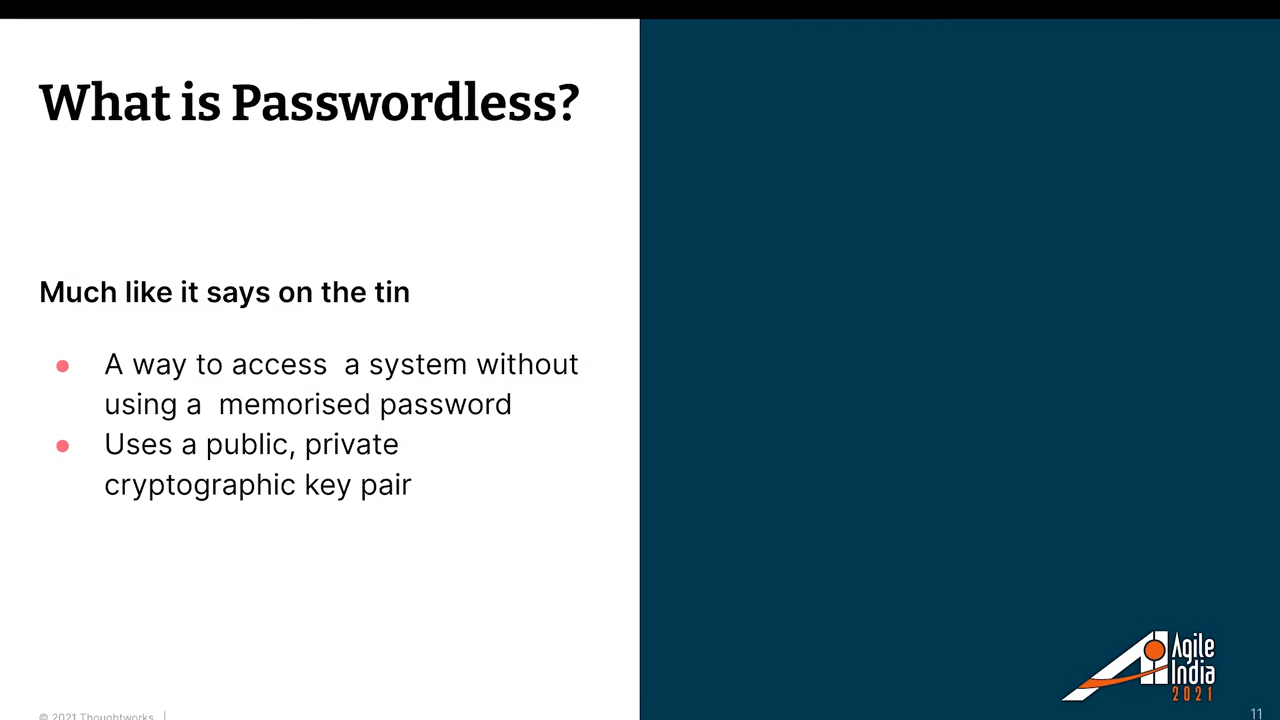 What is Passwordless?
Much like it says on the tin
● A way to access  a system without
using a  memorised password
● Uses a public, private
cryptographic key pair
Agile
India
2021
© 2021 Thoughtworks |
11